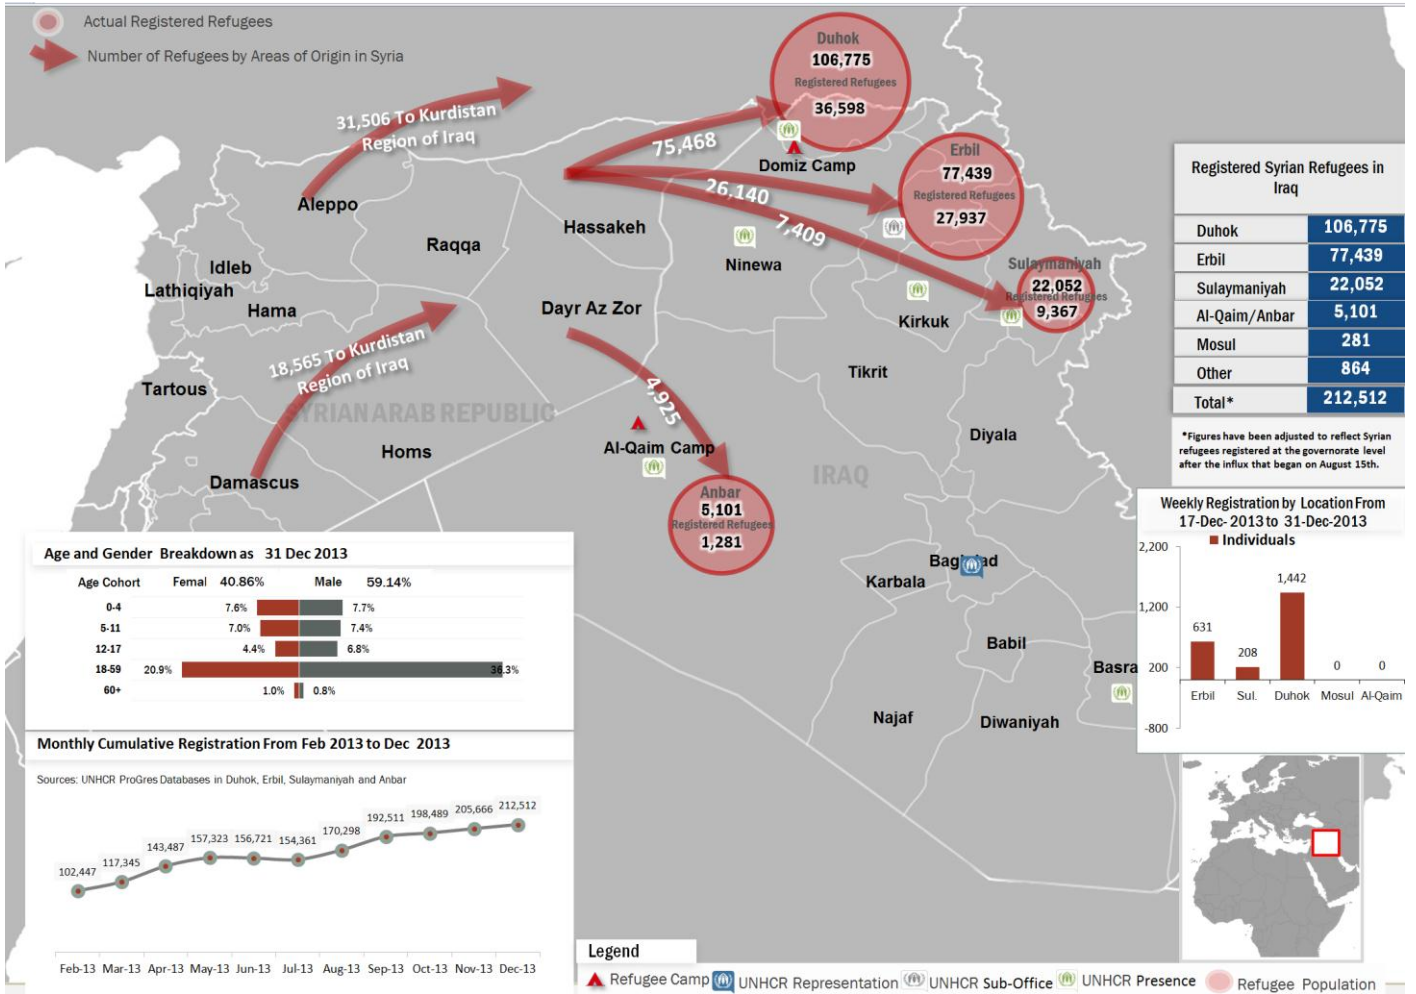 Actual Registered Refugees
Number of Refugees by Areas of Origin in Syria
31,506 To Kurdistan
Region of Iraq
75,468
26,140
7,409
18,565 To Kurdistan
Region of Iraq
4,925
Duhok
106,775
Registered Refugees
36,598
Domiz Camp
Erbil
77,439
Registered Refugees
27,937
Sulaymaniyah
22,052
Registered Refugees
9,367
Anbar
5,101
Registered Refugees
1,281
Aleppo
Raqqa
Hassakeh
Idleb
Lathiqiyah
Hama
Dayr Az Zor
Tartous
SYRIAN ARAB REPUBLIC
Homs
Damascus
Al-Qaim Camp
Ninewa
Kirkuk
Tikrit
Diyala
IRAQ
Baghdad
Karbala
Babil
Basra
Najaf
Diwaniyah
Registered Syrian Refugees in
Iraq
Duhok 106,775
Erbil 77,439
Sulaymaniyah 22,052
Al-Qaim/Anbar 5,101
Mosul 281
Other 864
Total* 212,512
*Figures have been adjusted to reflect Syrian
refugees registered at the governorate level
after the influx that began on August 15th.
Weekly Registration by Location From
17-Dec- 2013 to 31-Dec-2013
Individuals
2,200
1,200
200
-800
631
208
1,442
0
0
Erbil Sul. Duhok Mosul Al-Qaim
Age and Gender Breakdown as 31 Dec 2013
Age Cohort Femal 40.86% Male 59.14%
0-4 7.6% 7.7%
5-11 7.0% 7.4%
12-17 4.4% 6.8%
18-59 20.9% 36.3%
60+ 1.0% 0.8%
Monthly Cumulative Registration From Feb 2013 to Dec 2013
Sources: UNHCR ProGres Databases in Duhok, Erbil, Sulaymaniyah and Anbar
102,447 117,345 143,487 157,323 156,721 154,361 170,298 192,511 198,489 205,666 212,512
Feb-13 Mar-13 Apr-13 May-13 Jun-13 Jul-13 Aug-13 Sep-13 Oct-13 Nov-13 Dec-13
Legend
Refugee Camp UNHCR Representation UNHCR Sub-Office UNHCR Presence Refugee Population